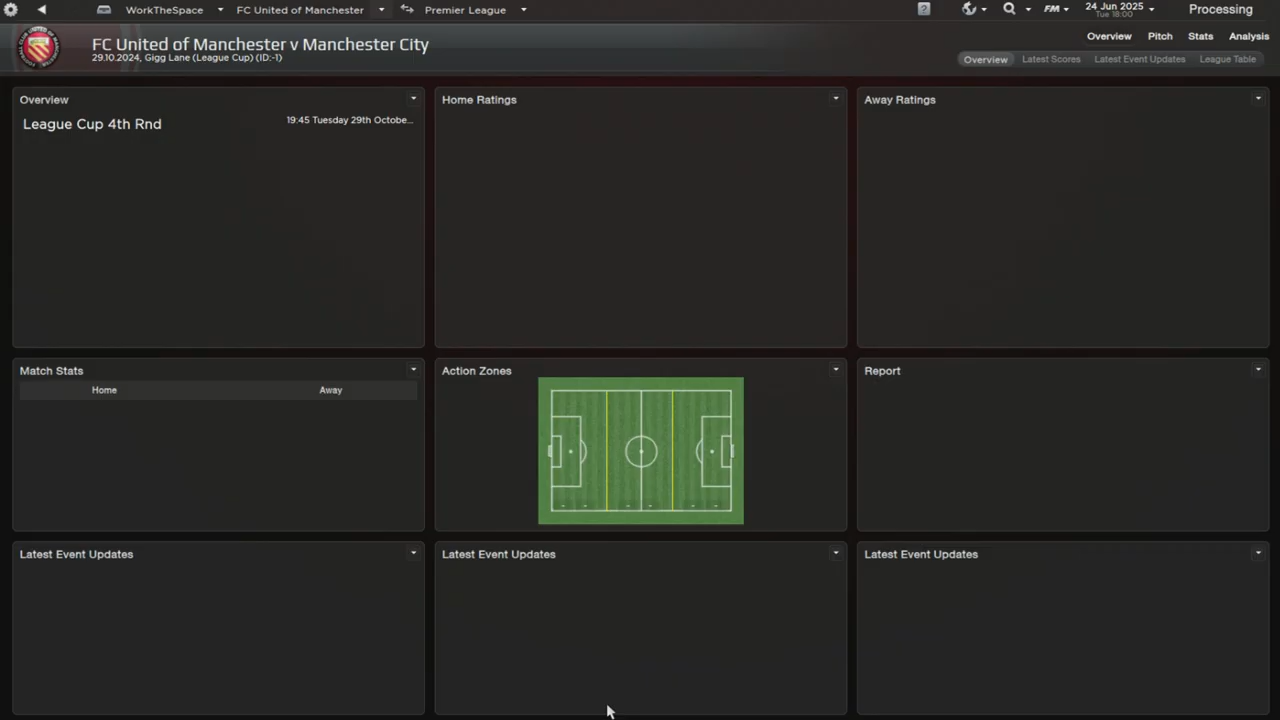 WorkTheSpace
FC United of Manchester
Premier League
?
FM
24 Jun 2025
Tue 18:00
Processing
FC United of Manchester v Manchester City
29.10.2024, Gigg Lane (League Cup) (ID:-1)
Overview
Pitch
Stats
Analysis
Overview
Latest Scores
Latest Event Updates
League Table
Overview
League Cup 4th Rnd
19:45 Tuesday 29th Octobe...
Home Ratings
Away Ratings
Match Stats
Home
Away
Action Zones
Report
Latest Event Updates
Latest Event Updates
Latest Event Updates